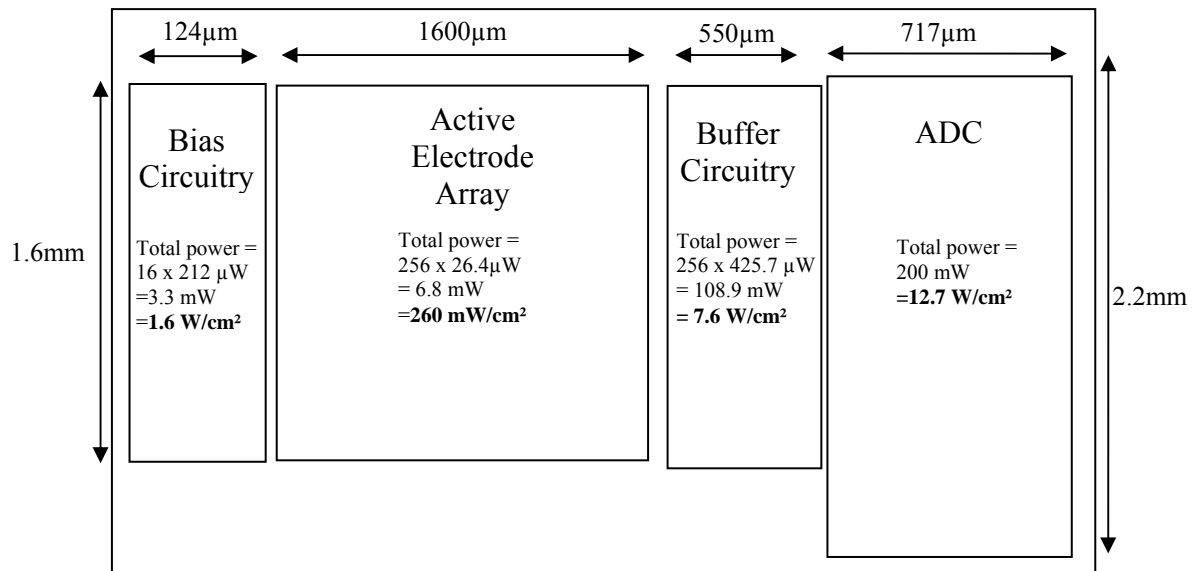 124µm
1600µm
550µm
717µm
1.6mm
Bias
Circuitry
Total power =
16 x 212 µW
=3.3 mW
=1.6 W/cm²
Active
Electrode
Array
Total power =
256 x 26.4µW
= 6.8 mW
=260 mW/cm²
Buffer
Circuitry
Total power =
256 x 425.7 µW
= 108.9 mW
= 7.6 W/cm²
ADC
Total power =
200 mW
=12.7 W/cm²
2.2mm